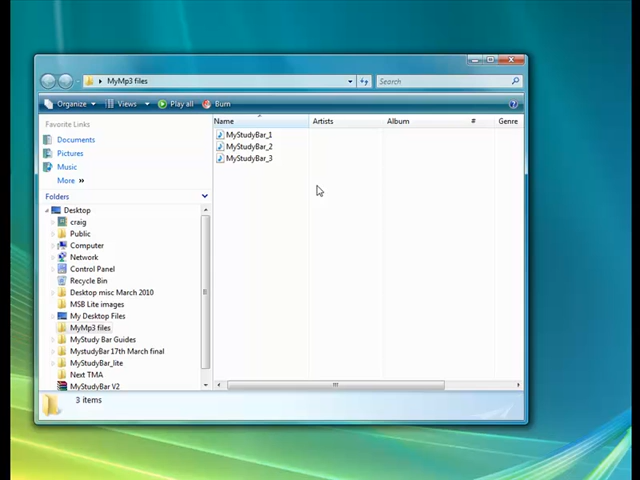 MyMp3 files
Search
Organize Views Play all Burn
Favorite Links
Documents
Pictures
Music
More »
Folders
Desktop
craig
Public
Computer
Network
Control Panel
Recycle Bin
Desktop misc March 2010
MSB Lite images
My Desktop Files
MyMp3 files
My Study Bar Guides
MystudyBar 17th March final
MyStudyBar_lite
Next TMA
MyStudyBar V2
Name Artists Album # Genre
MyStudyBar_1
MyStudyBar_2
MyStudyBar_3
3 items